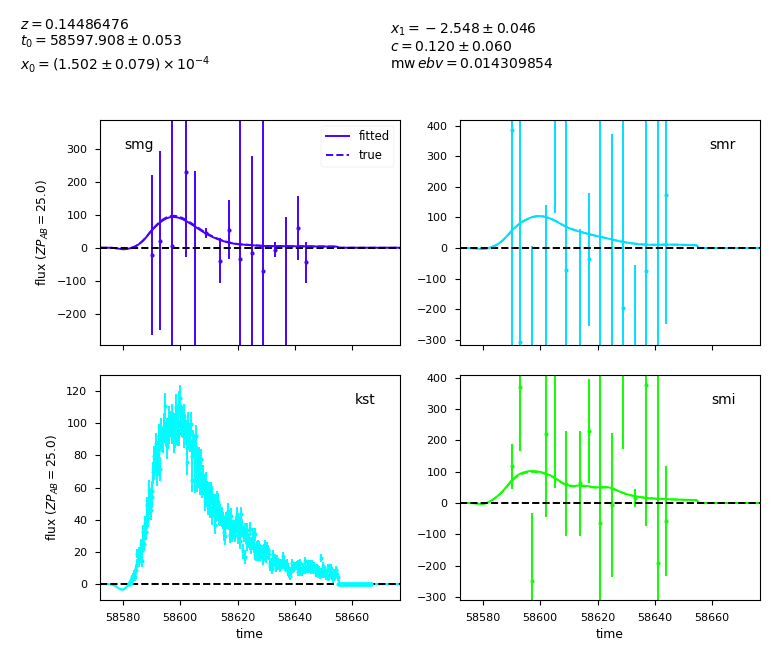 z = 0.14486476
t₀ = 58597.908 ± 0.053
x₀ = (1.502 ± 0.079) × 10⁻⁴
x₁ = −2.548 ± 0.046
c = 0.120 ± 0.060
mw ebv = 0.014309854
smg
fitted
true
300
200
100
0
−100
−200
flux (ZP_AB = 25.0)
smr
400
300
200
100
0
−100
−200
−300
kst
120
100
80
60
40
20
0
flux (ZP_AB = 25.0)
58580 58600 58620 58640 58660
time
smi
400
300
200
100
0
−100
−200
−300
58580 58600 58620 58640 58660
time